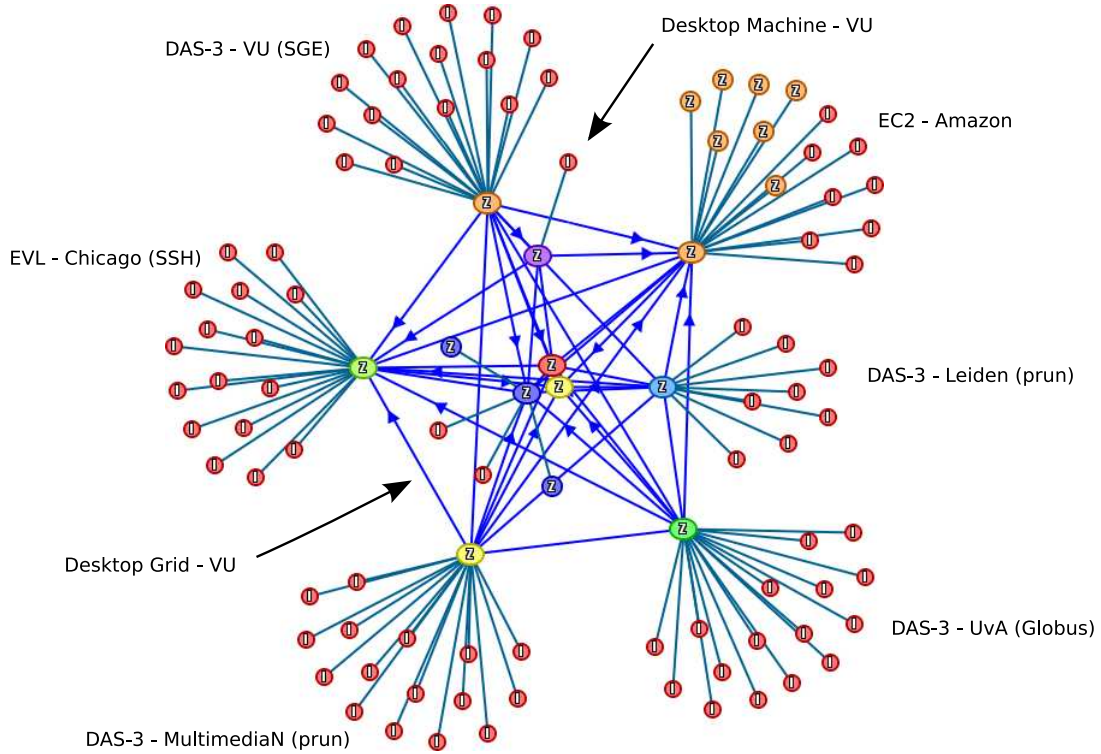 Desktop Machine - VU
DAS-3 - VU (SGE)
EC2 - Amazon
EVL - Chicago (SSH)
DAS-3 - Leiden (prun)
Desktop Grid - VU
DAS-3 - UvA (Globus)
DAS-3 - MultimediaN (prun)